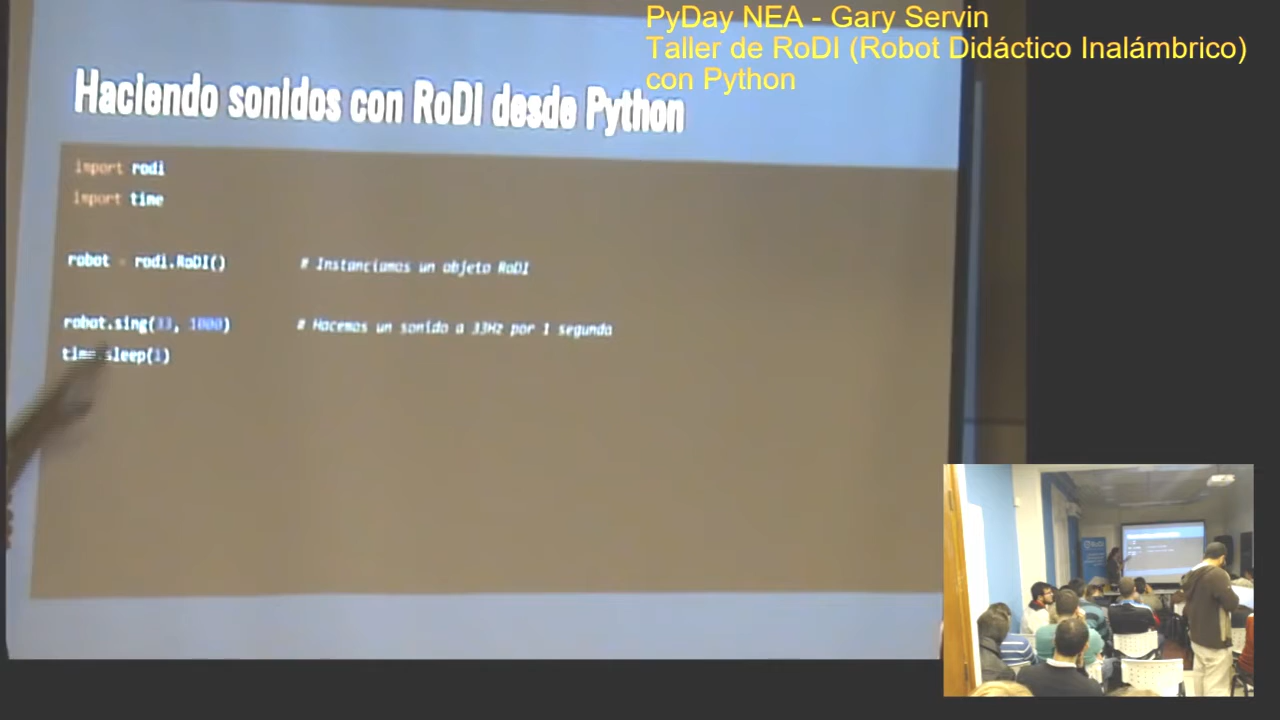 PyDay NEA - Gary Servin
Taller de RoDI (Robot Didáctico Inalámbrico)
con Python
Haciendo sonidos con RoDI desde Python
import rodi
import time
robot = rodi.RoDI() # Instanciamos un objeto RoDI
robot.sing(33, 1000) # Hacemos un sonido a 33Hz por 1 segundo
time.sleep(1)